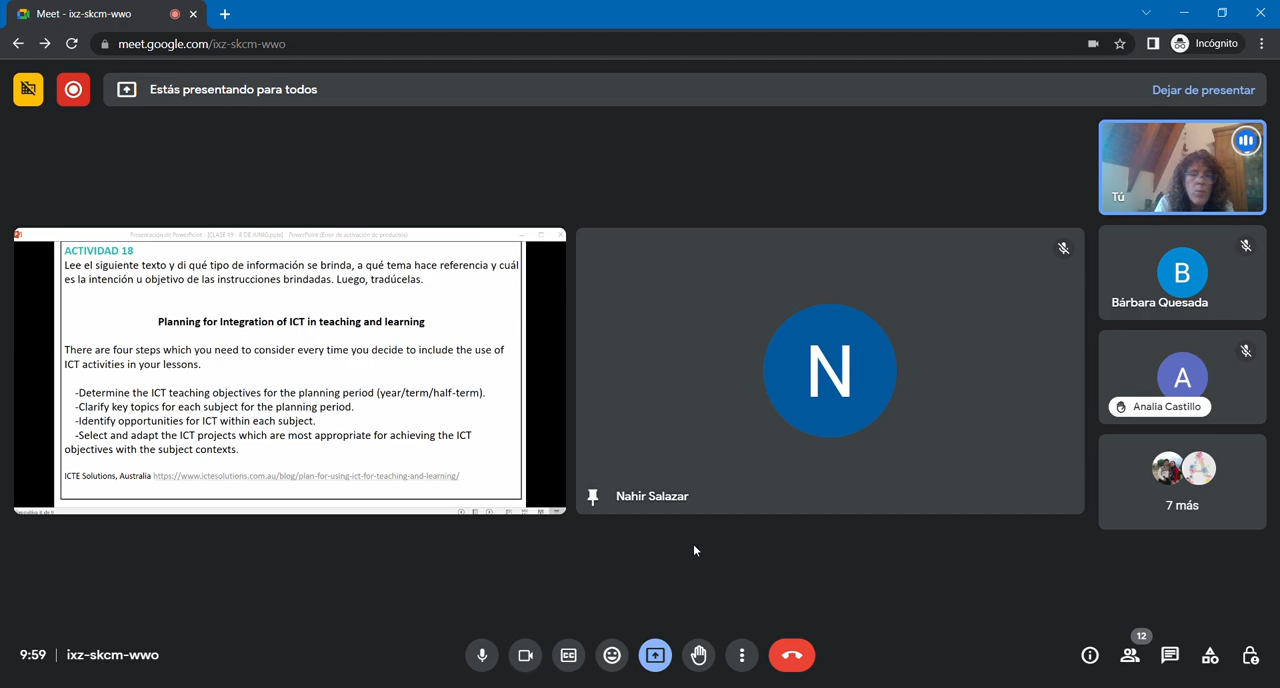 Meet - ixz-skcm-wwo
meet.google.com/ixz-skcm-wwo
Incógnito
Estás presentando para todos
Dejar de presentar
Tú
Presentación de PowerPoint
ACTIVIDAD 18
Lee el siguiente texto y di qué tipo de información se brinda, a qué tema hace referencia y cuál
es la intención u objetivo de las instrucciones brindadas. Luego, tradúcelas.
Planning for Integration of ICT in teaching and learning
There are four steps which you need to consider every time you decide to include the use of
ICT activities in your lessons.
-Determine the ICT teaching objectives for the planning period (year/term/half-term).
-Clarify key topics for each subject for the planning period.
-Identify opportunities for ICT within each subject.
-Select and adapt the ICT projects which are most appropriate for achieving the ICT
objectives with the subject contexts.
ICTE Solutions, Australia https://www.ictesolutions.com.au/blog/plan-for-using-ict-for-teaching-and-learning/
N
Nahir Salazar
B
Bárbara Quesada
A
Analia Castillo
7 más
9:59
ixz-skcm-wwo
12